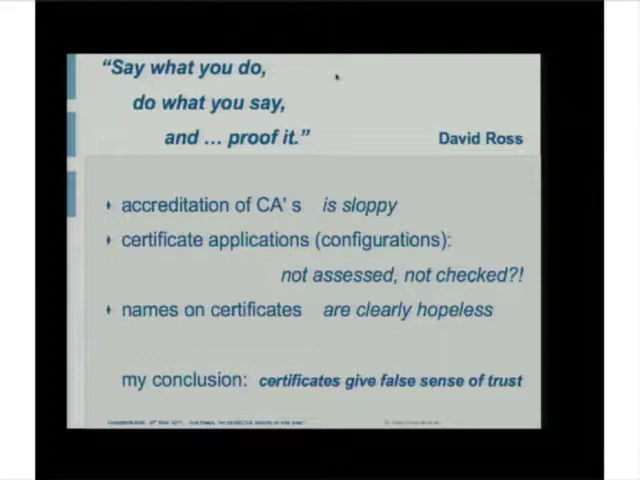 “Say what you do,
do what you say,
and ... proof it.” David Ross
accreditation of CA' s is sloppy
certificate applications (configurations):
not assessed, not checked?!
names on certificates are clearly hopeless
my conclusion: certificates give false sense of trust